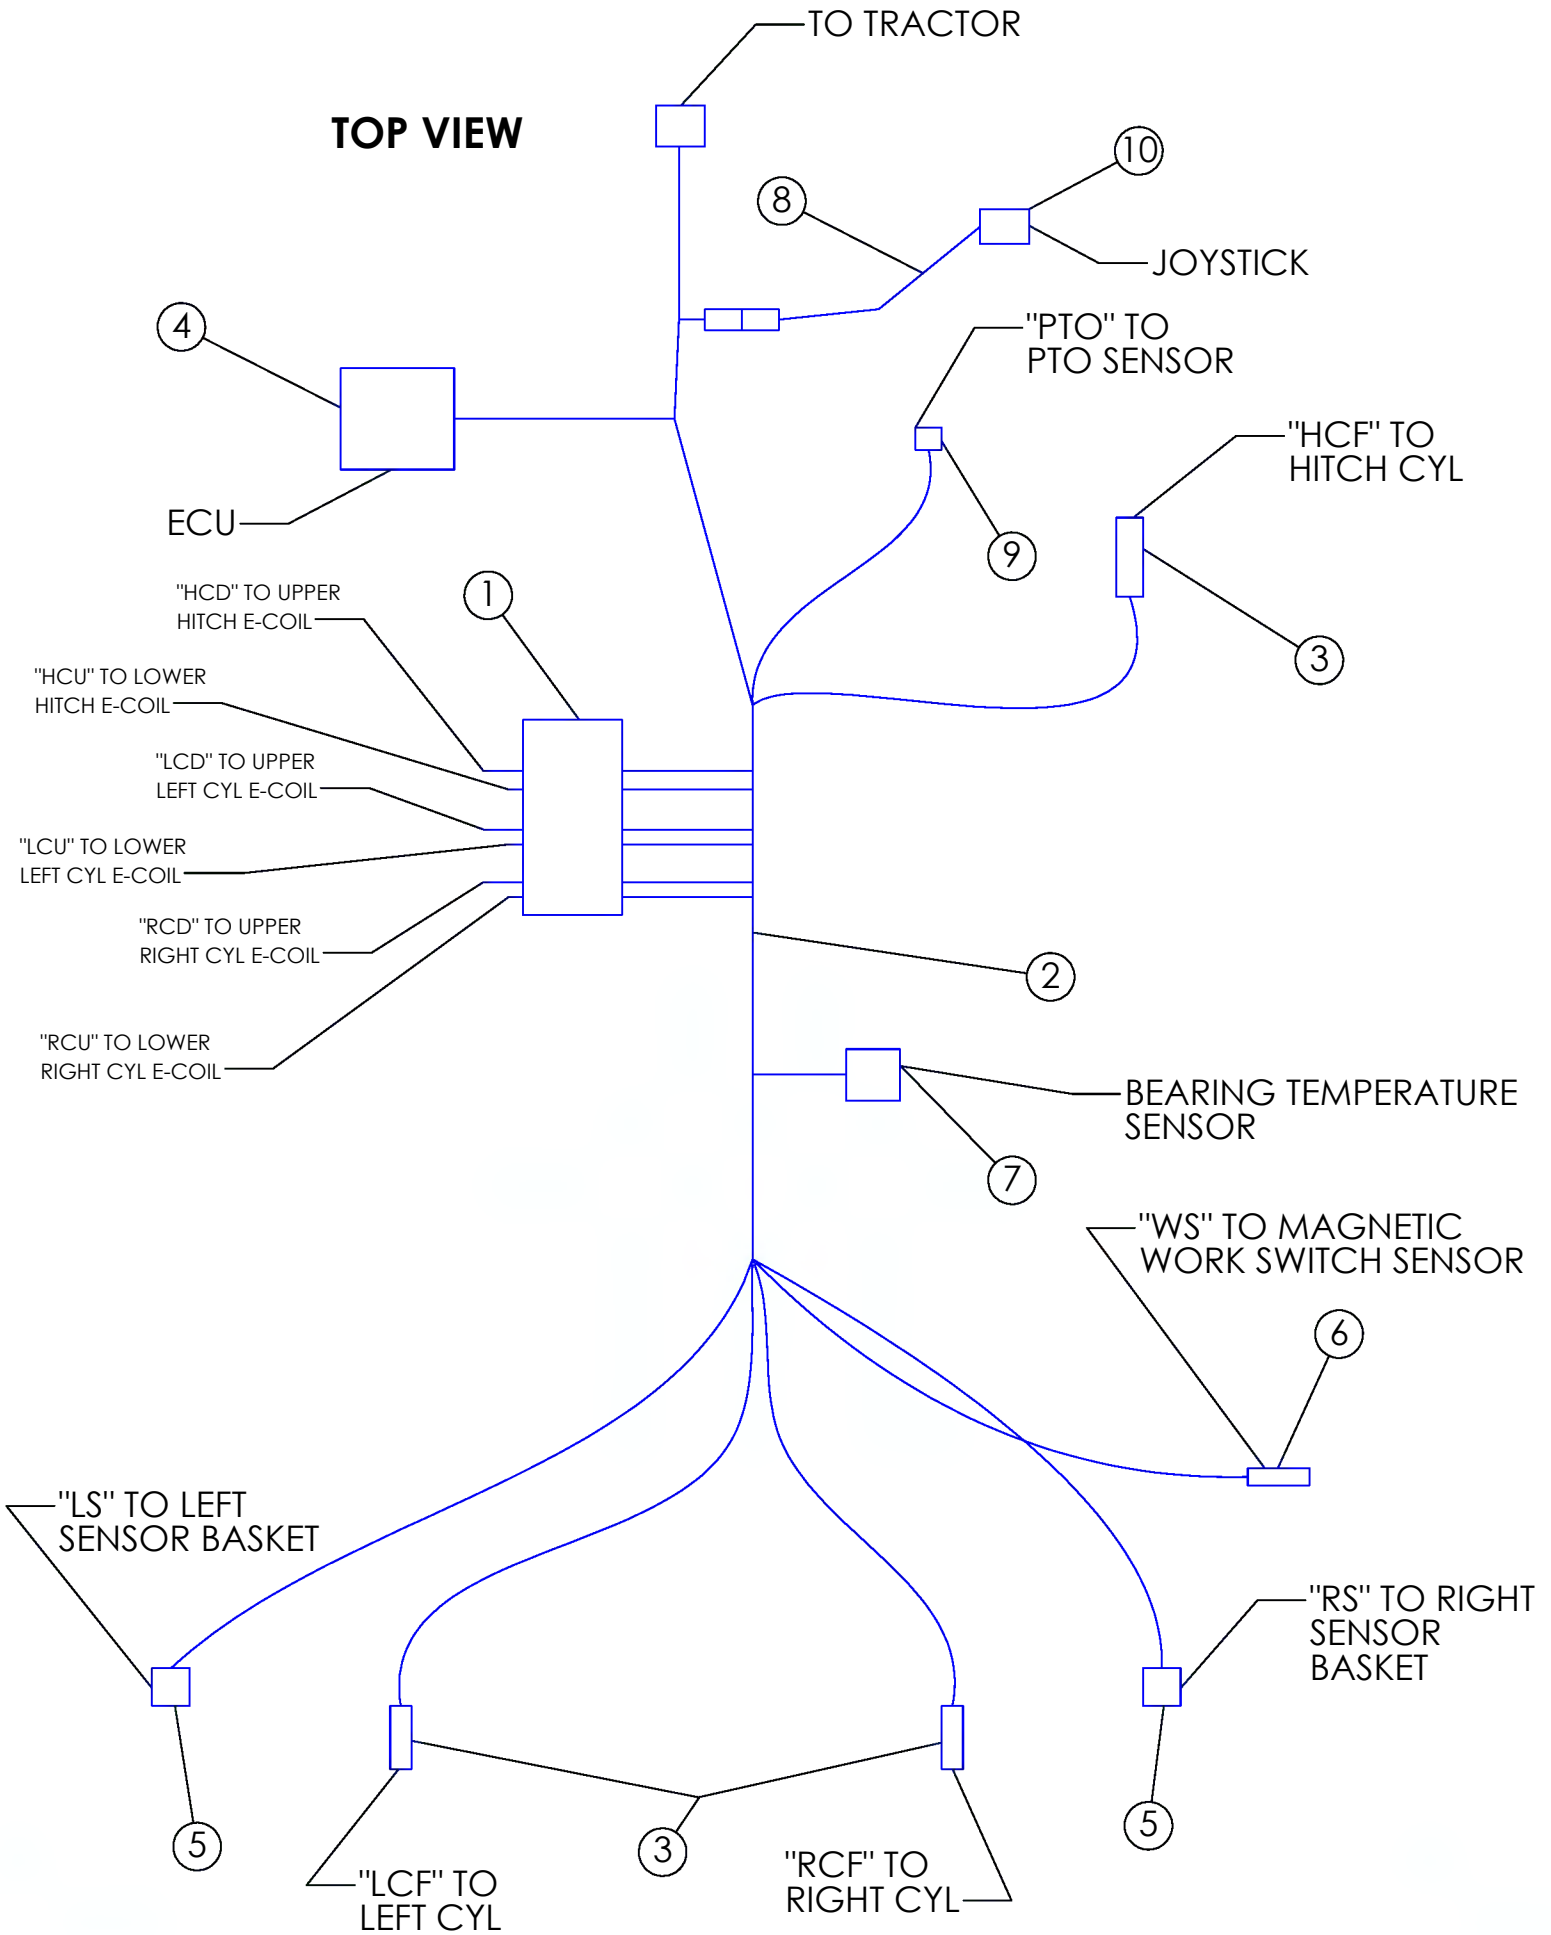 TO TRACTOR
TOP VIEW
10
8
JOYSTICK
4
"PTO" TO
PTO SENSOR
"HCF" TO
HITCH CYL
ECU
9
"HCD" TO UPPER
HITCH E-COIL
1
3
"HCU" TO LOWER
HITCH E-COIL
"LCD" TO UPPER
LEFT CYL E-COIL
"LCU" TO LOWER
LEFT CYL E-COIL
"RCD" TO UPPER
RIGHT CYL E-COIL
2
"RCU" TO LOWER
RIGHT CYL E-COIL
BEARING TEMPERATURE
SENSOR
7
"WS" TO MAGNETIC
WORK SWITCH SENSOR
6
"LS" TO LEFT
SENSOR BASKET
"RS" TO RIGHT
SENSOR
BASKET
5
3
5
"RCF" TO
RIGHT CYL
"LCF" TO
LEFT CYL